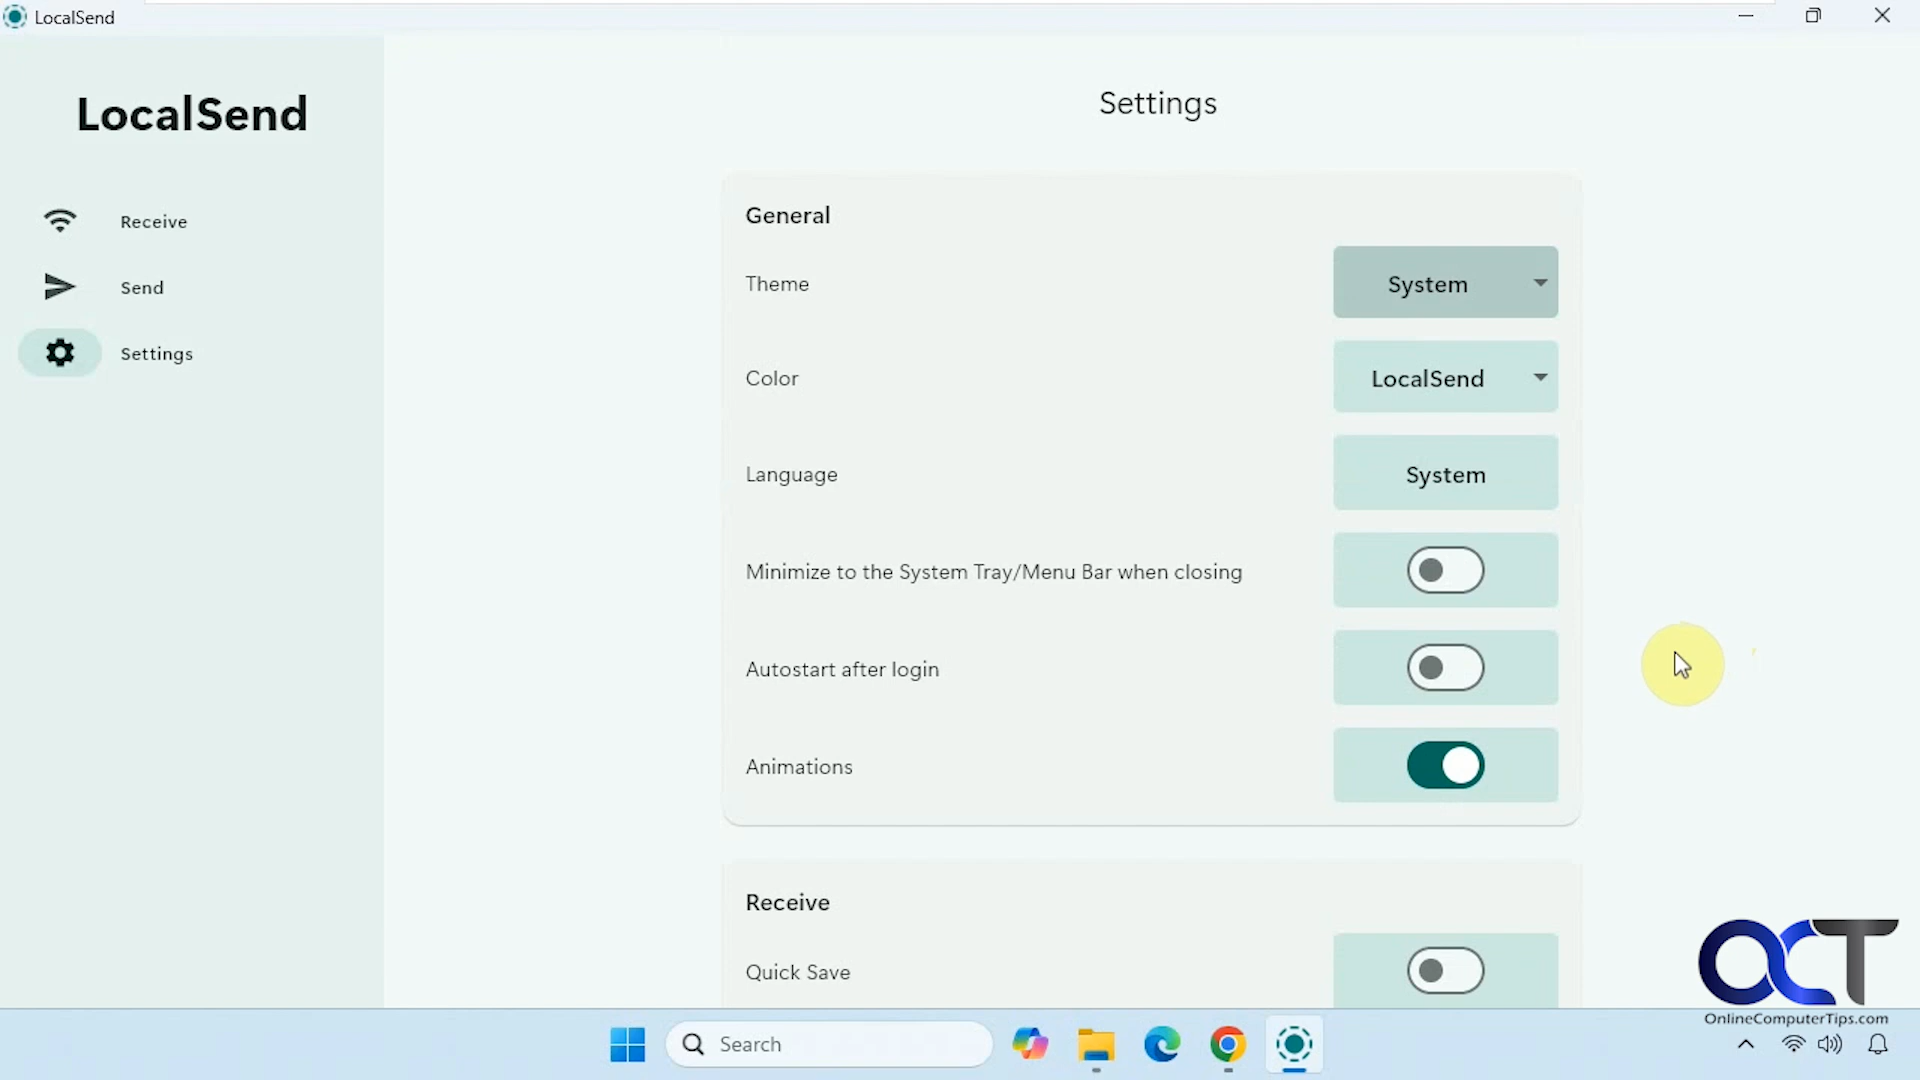 LocalSend
LocalSend
Receive
Send
Settings
Settings
General
Theme
System
Color
LocalSend
Language
System
Minimize to the System Tray/Menu Bar when closing
Autostart after login
Animations
Receive
Quick Save
OCT
OnlineComputerTips.com
Search